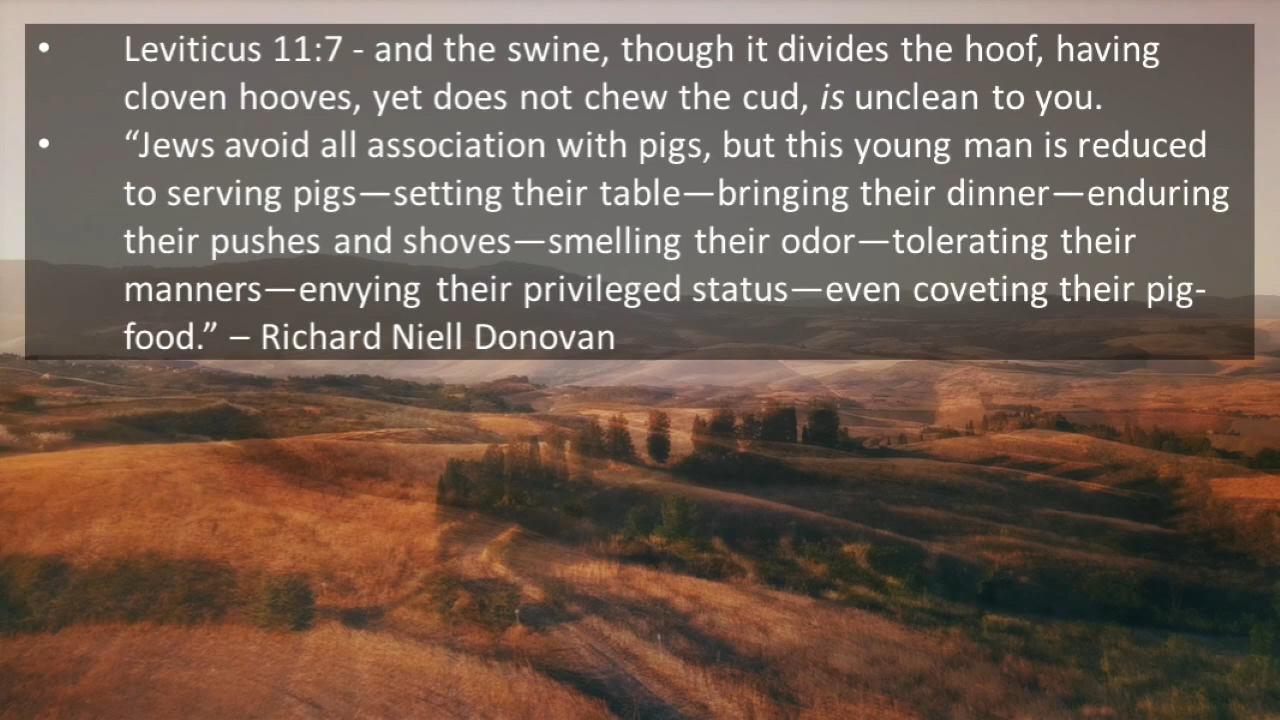 • Leviticus 11:7 - and the swine, though it divides the hoof, having
cloven hooves, yet does not chew the cud, is unclean to you.
• “Jews avoid all association with pigs, but this young man is reduced
to serving pigs—setting their table—bringing their dinner—enduring
their pushes and shoves—smelling their odor—tolerating their
manners—envying their privileged status—even coveting their pig-
food.” – Richard Niell Donovan